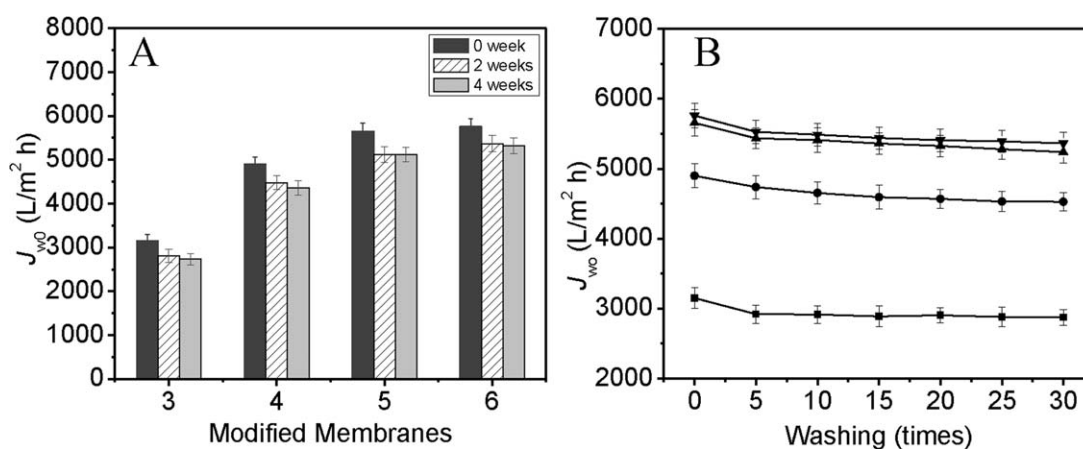 A
0 week
2 weeks
4 weeks
8000
7000
6000
5000
4000
3000
2000
1000
0
J_w0 (L/m² h)
3 4 5 6
Modified Membranes
B
7000
6000
5000
4000
3000
2000
J_wo (L/m² h)
0 5 10 15 20 25 30
Washing (times)